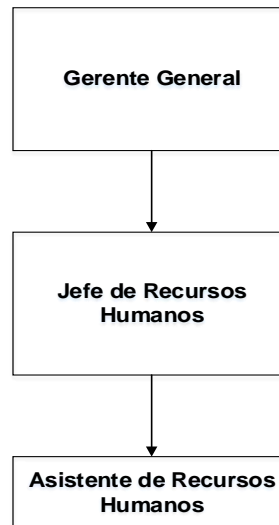 Gerente General
Jefe de Recursos
Humanos
Asistente de Recursos
Humanos